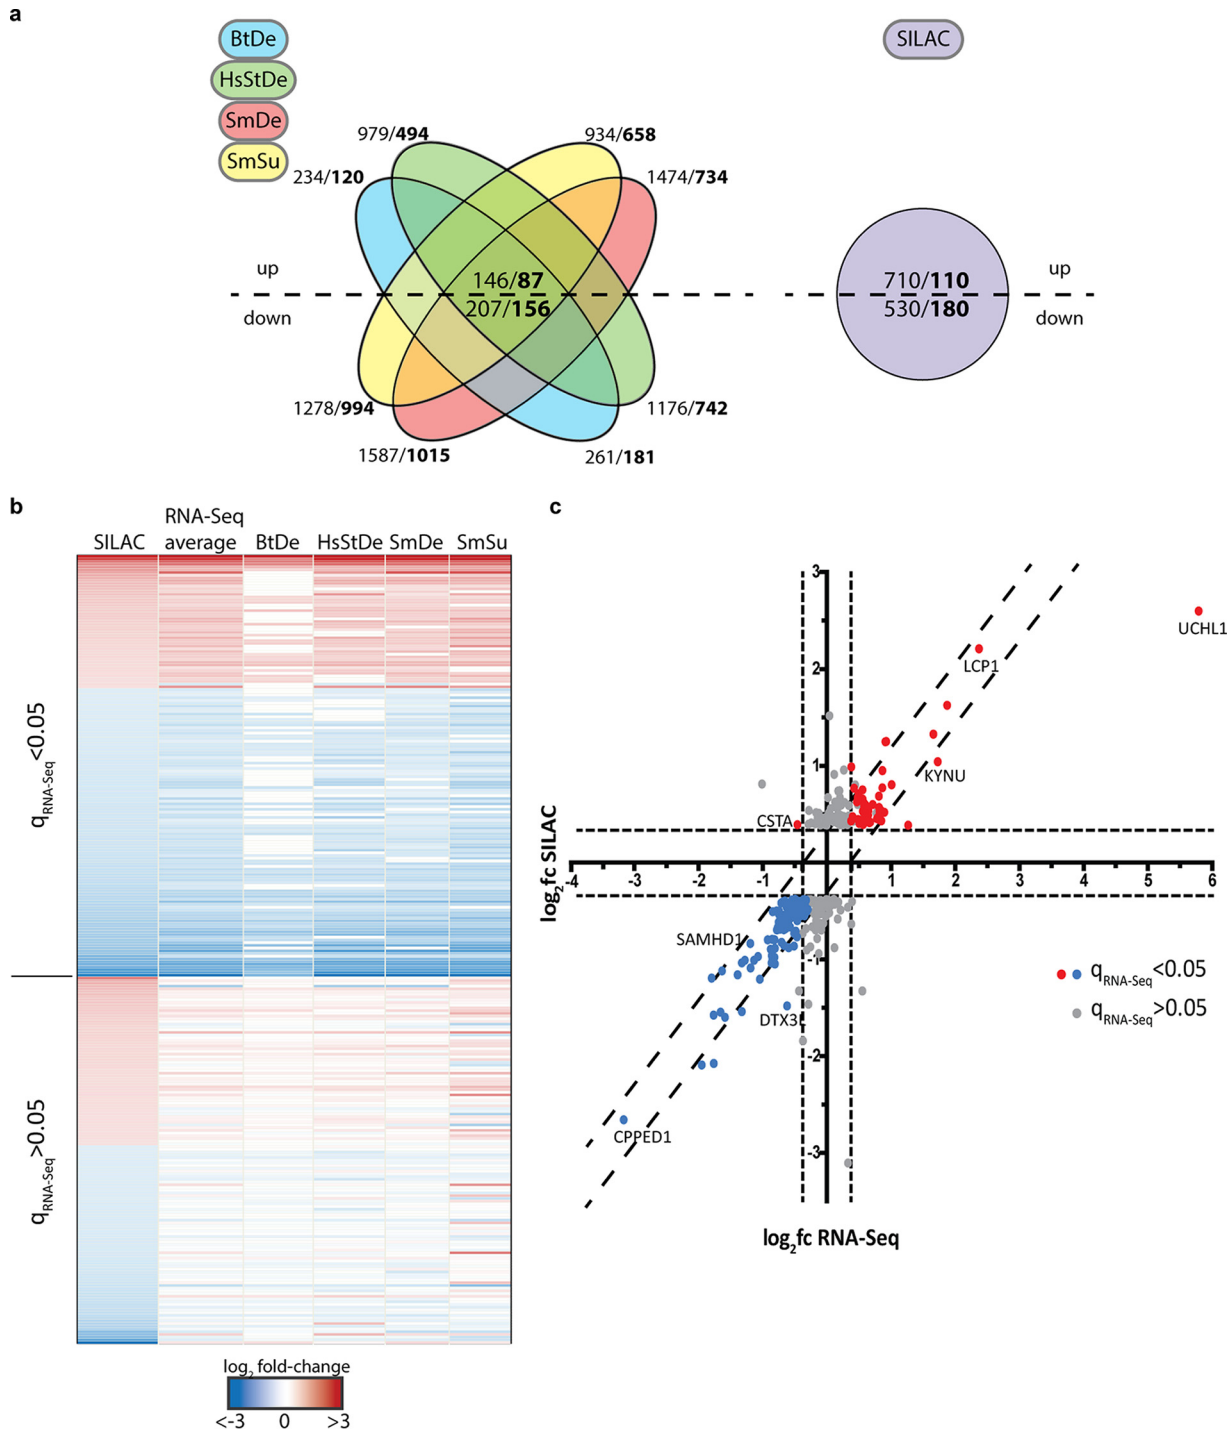 a
BtDe
HsStDe
SmDe
SmSu
SILAC
979/494
934/658
234/120
1474/734
up
146/87
207/156
down
710/110
530/180
up
down
1278/994
1176/742
1587/1015
261/181
b
SILAC
RNA-Seq average
BtDe
HsStDe
SmDe
SmSu
qRNA-Seq<0.05
qRNA-Seq>0.05
log2 fold-change
<-3
0
>3
c
3
2
1
-1
-2
-3
-4
-3
-2
-1
1
2
3
4
5
6
UCHL1
LCP1
KYNU
CSTA
log2fc SILAC
SAMHD1
DTX3L
CPPED1
qRNA-Seq<0.05
qRNA-Seq>0.05
log2fc RNA-Seq